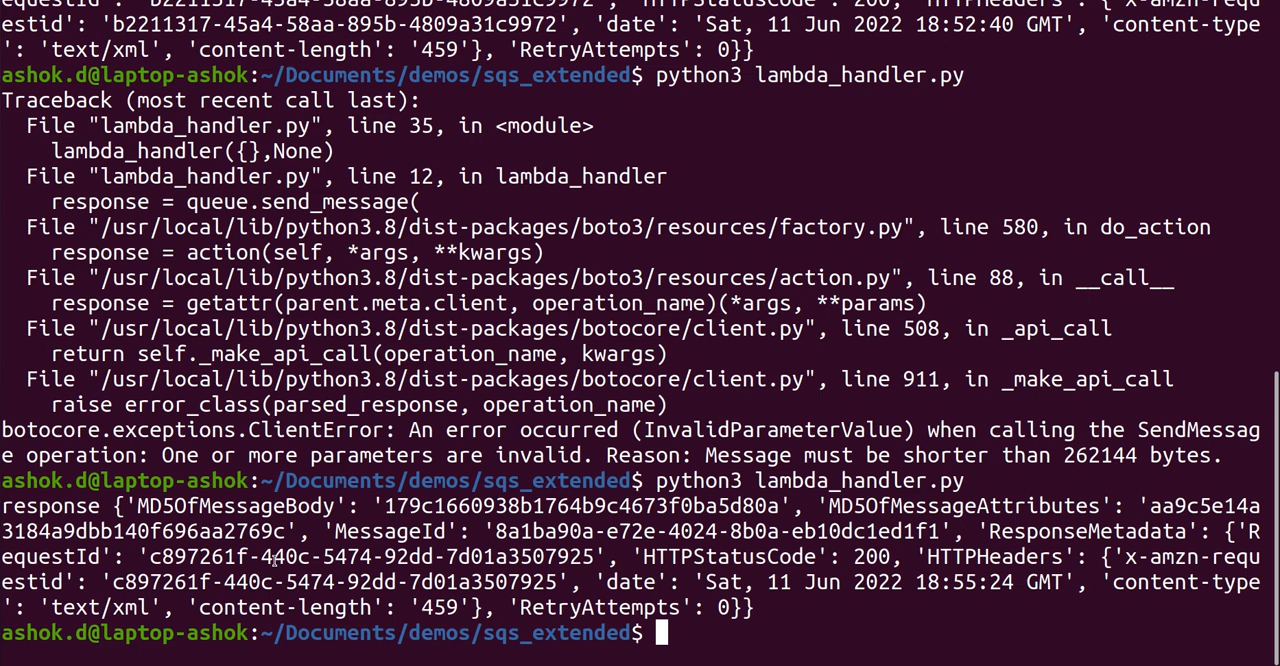 equestId': 'b2211317-45a4-58aa-895b-4809a31c9972', 'HTTPStatusCode': 200, 'HTTPHeaders': {'x-amzn-requ
estid': 'b2211317-45a4-58aa-895b-4809a31c9972', 'date': 'Sat, 11 Jun 2022 18:52:40 GMT', 'content-type
': 'text/xml', 'content-length': '459'}, 'RetryAttempts': 0}}
ashok.d@laptop-ashok:~/Documents/demos/sqs_extended$ python3 lambda_handler.py
Traceback (most recent call last):
  File "lambda_handler.py", line 35, in <module>
    lambda_handler({},None)
  File "lambda_handler.py", line 12, in lambda_handler
    response = queue.send_message(
  File "/usr/local/lib/python3.8/dist-packages/boto3/resources/factory.py", line 580, in do_action
    response = action(self, *args, **kwargs)
  File "/usr/local/lib/python3.8/dist-packages/boto3/resources/action.py", line 88, in __call__
    response = getattr(parent.meta.client, operation_name)(*args, **params)
  File "/usr/local/lib/python3.8/dist-packages/botocore/client.py", line 508, in _api_call
    return self._make_api_call(operation_name, kwargs)
  File "/usr/local/lib/python3.8/dist-packages/botocore/client.py", line 911, in _make_api_call
    raise error_class(parsed_response, operation_name)
botocore.exceptions.ClientError: An error occurred (InvalidParameterValue) when calling the SendMessag
e operation: One or more parameters are invalid. Reason: Message must be shorter than 262144 bytes.
ashok.d@laptop-ashok:~/Documents/demos/sqs_extended$ python3 lambda_handler.py
response {'MD5OfMessageBody': '179c1660938b1764b9c4673f0ba5d80a', 'MD5OfMessageAttributes': 'aa9c5e14a
3184a9dbb140f696aa2769c', 'MessageId': '8a1ba90a-e72e-4024-8b0a-eb10dc1ed1f1', 'ResponseMetadata': {'R
equestId': 'c897261f-440c-5474-92dd-7d01a3507925', 'HTTPStatusCode': 200, 'HTTPHeaders': {'x-amzn-requ
estid': 'c897261f-440c-5474-92dd-7d01a3507925', 'date': 'Sat, 11 Jun 2022 18:55:24 GMT', 'content-type
': 'text/xml', 'content-length': '459'}, 'RetryAttempts': 0}}
ashok.d@laptop-ashok:~/Documents/demos/sqs_extended$